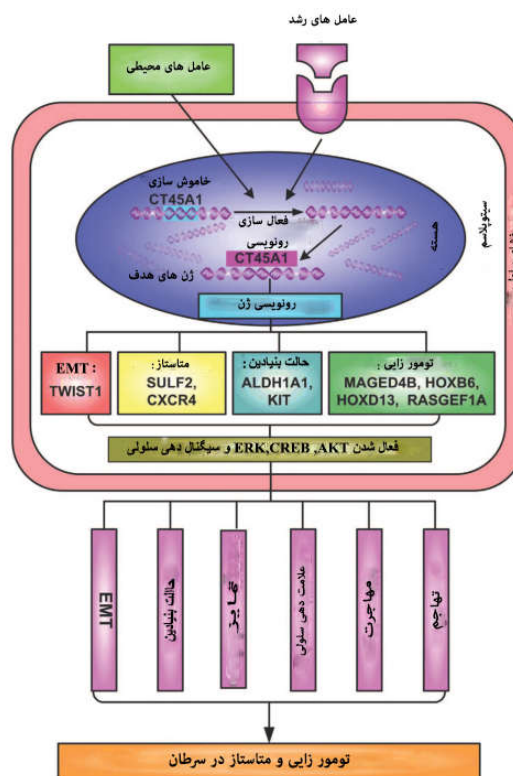 عامل های رشد
عامل های محیطی
خاموش سازی
CT45A1
فعال سازی
رونویسی
CT45A1
ژن های هدف
هسته
سیتوپلاسم
رونویسی ژن
EMT :
TWIST1
متاستاز :
SULF2,
CXCR4
حالت بنیادین :
ALDH1A1,
KIT
تومور زایی :
MAGED4B, HOXB6,
HOXD13, RASGEF1A
فعال شدن ERK,CREB ,AKT و سیگنال دهی سلولی
EMT
حاالت بنیادین
تمایز
علامت دهی سلولی
مهاجرت
تهاجم
تومور زایی و متاستاز در سرطان